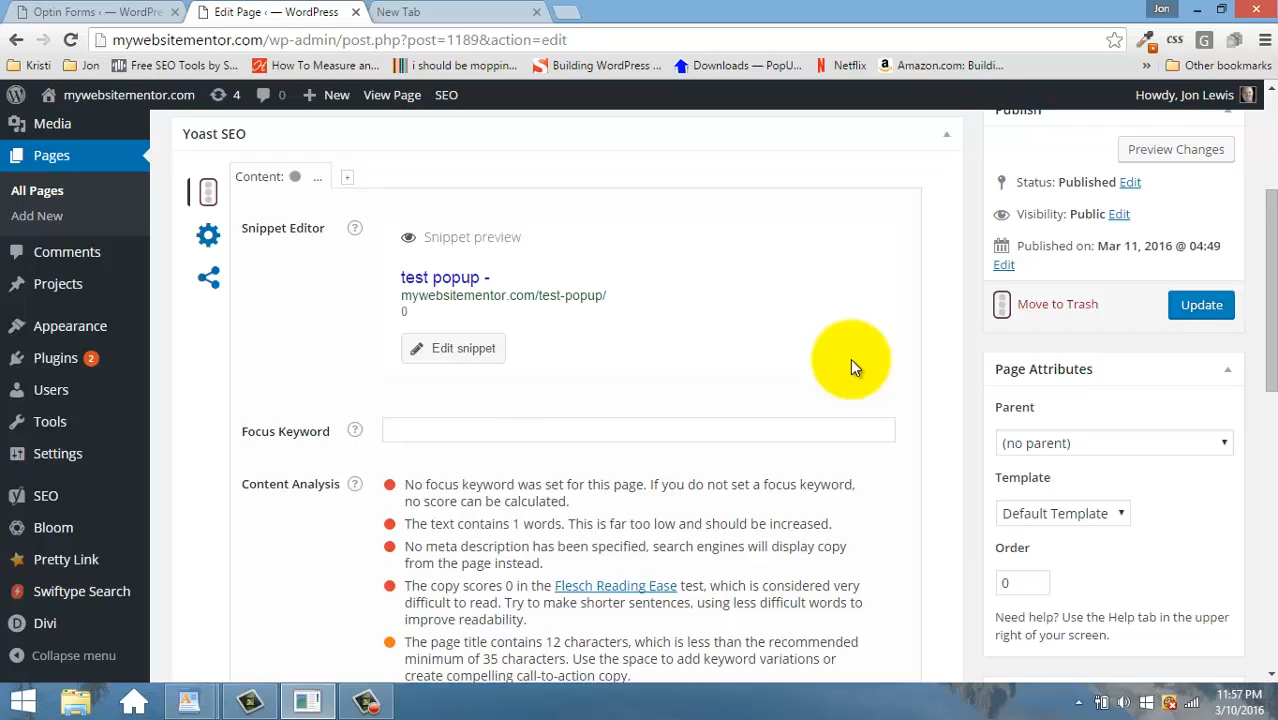 Optin Forms — WordPre
Edit Page — WordPress
New Tab
Jon
mywebsitementor.com/wp-admin/post.php?post=1189&action=edit
css
G
Kristi
Jon
Free SEO Tools by S...
How To Measure an...
i should be moppin...
Building WordPress ...
Downloads — PopU...
Netflix
Amazon.com: Buildi...
»
Other bookmarks
mywebsitementor.com
4
0
+ New
View Page
SEO
Howdy, Jon Lewis
Media
Pages
All Pages
Add New
Comments
Projects
Appearance
Plugins 2
Users
Tools
Settings
SEO
Bloom
Pretty Link
Swiftype Search
Divi
Collapse menu
Yoast SEO
Content: ...
+
Snippet Editor ?
Snippet preview
test popup -
mywebsitementor.com/test-popup/
0
Edit snippet
Focus Keyword ?
Content Analysis ?
No focus keyword was set for this page. If you do not set a focus keyword,
no score can be calculated.
The text contains 1 words. This is far too low and should be increased.
No meta description has been specified, search engines will display copy
from the page instead.
The copy scores 0 in the Flesch Reading Ease test, which is considered very
difficult to read. Try to make shorter sentences, using less difficult words to
improve readability.
The page title contains 12 characters, which is less than the recommended
minimum of 35 characters. Use the space to add keyword variations or
create compelling call-to-action copy.
Publish
Preview Changes
Status: Published Edit
Visibility: Public Edit
Published on: Mar 11, 2016 @ 04:49
Edit
Move to Trash
Update
Page Attributes
Parent
(no parent)
Template
Default Template
Order
0
Need help? Use the Help tab in the upper
right of your screen.
11:57 PM
3/10/2016